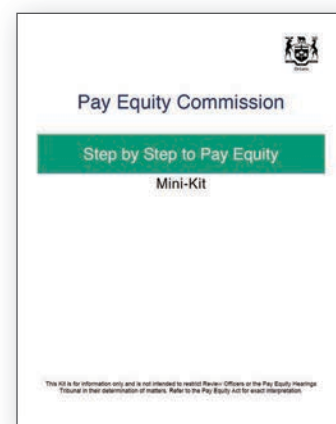 Ontario
Pay Equity Commission
Step by Step to Pay Equity
Mini-Kit
This Kit is for information only and is not intended to restrict Review Officers or the Pay Equity Hearings
Tribunal in their determination of matters. Refer to the Pay Equity Act for exact interpretation.